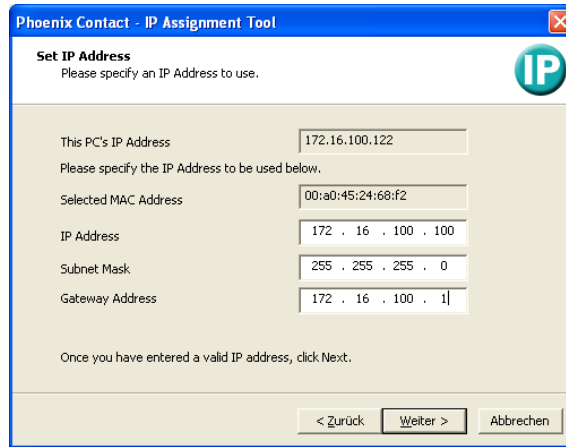 Phoenix Contact - IP Assignment Tool
Set IP Address
Please specify an IP Address to use.
IP
This PC's IP Address 172.16.100.122
Please specify the IP Address to be used below.
Selected MAC Address 00:a0:45:24:68:f2
IP Address 172 . 16 . 100 . 100
Subnet Mask 255 . 255 . 255 . 0
Gateway Address 172 . 16 . 100 . 1
Once you have entered a valid IP address, click Next.
< Zurück Weiter > Abbrechen